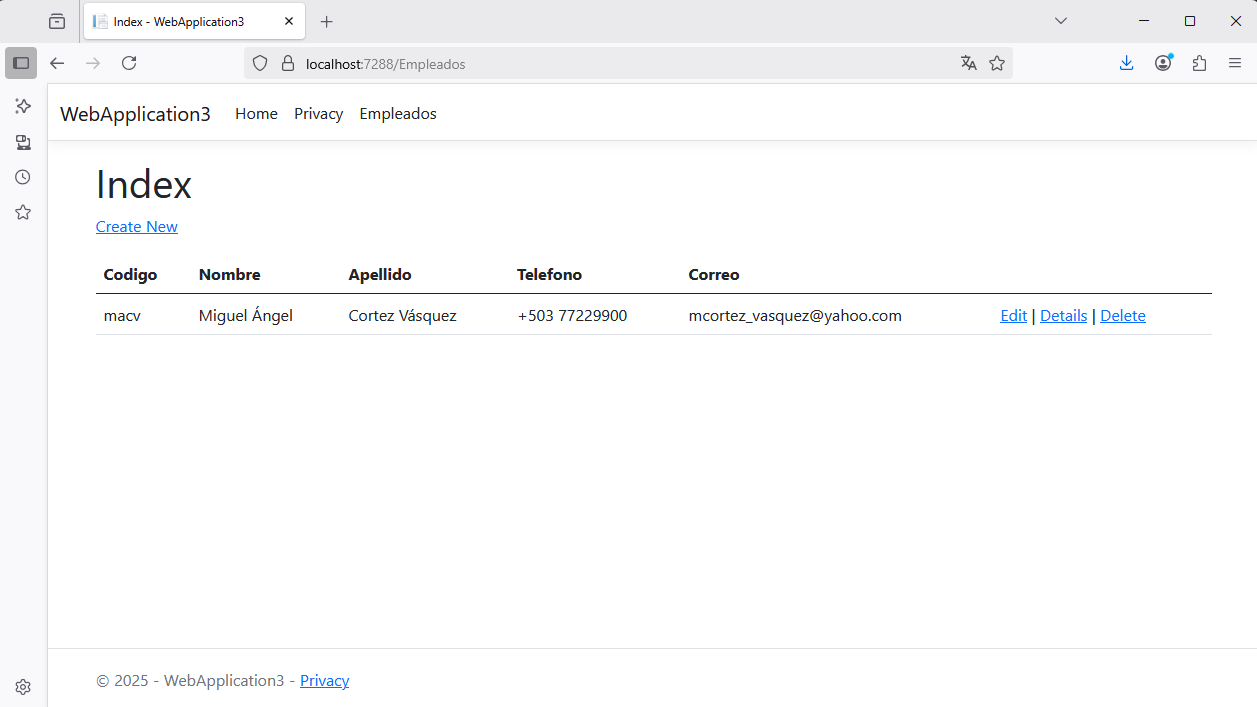 Index - WebApplication3
localhost:7288/Empleados
WebApplication3 Home Privacy Empleados
Index
Create New
Codigo Nombre Apellido Telefono Correo
macv Miguel Ángel Cortez Vásquez +503 77229900 mcortez_vasquez@yahoo.com Edit | Details | Delete
© 2025 - WebApplication3 - Privacy